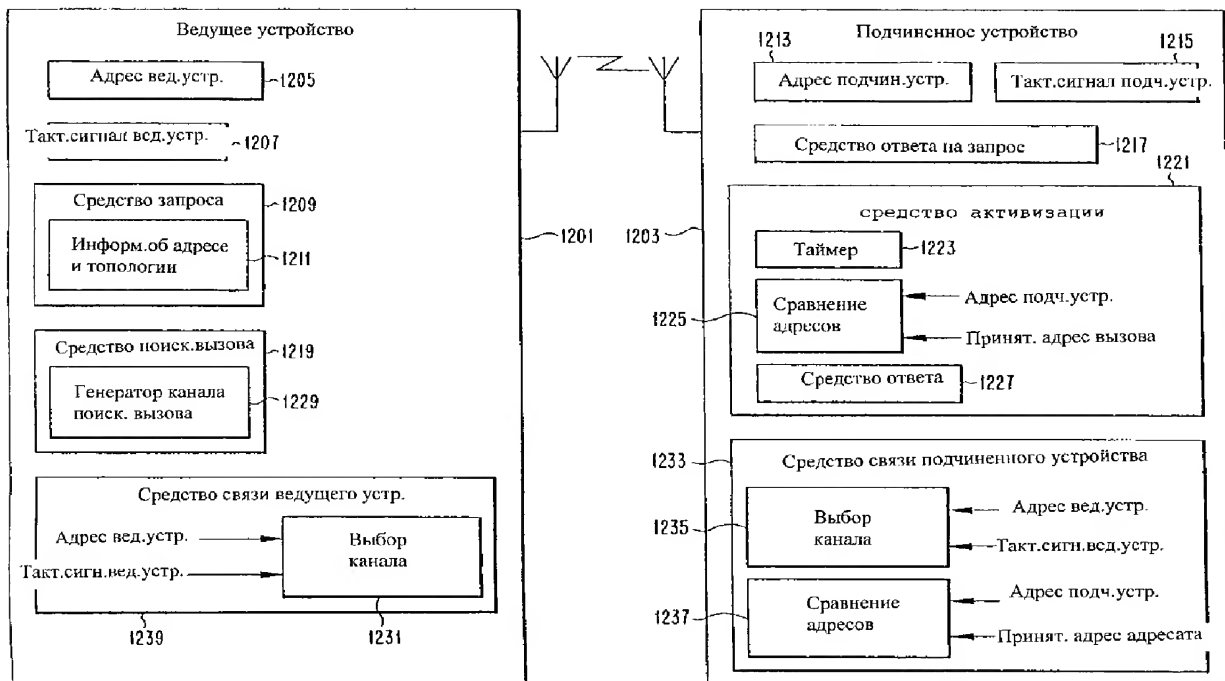 Ведущее устройство
Адрес вед.устр.
1205
Такт.сигнал вед.устр.
1207
Средство запроса
1209
Информ.об адресе
и топологии
1211
Средство поиск.вызова
1219
Генератор канала
поиск. вызова
1229
Средство связи ведущего устр.
Адрес вед.устр.
Такт.сигн.вед.устр.
Выбор
канала
1239
1231
1201
1203
Подчиненное устройство
1213
1215
Адрес подчин.устр.
Такт.сигнал подч.устр.
Средство ответа на запрос
1217
1221
средство активизации
Таймер
1223
1225
Сравнение
адресов
Адрес подч.устр.
Принят. адрес вызова
Средство ответа
1227
1233
Средство связи подчиненного устройства
1235
Выбор
канала
Адрес вед.устр.
Такт.сигн.вед.устр.
1237
Сравнение
адресов
Адрес подч.устр.
Принят. адрес адресата